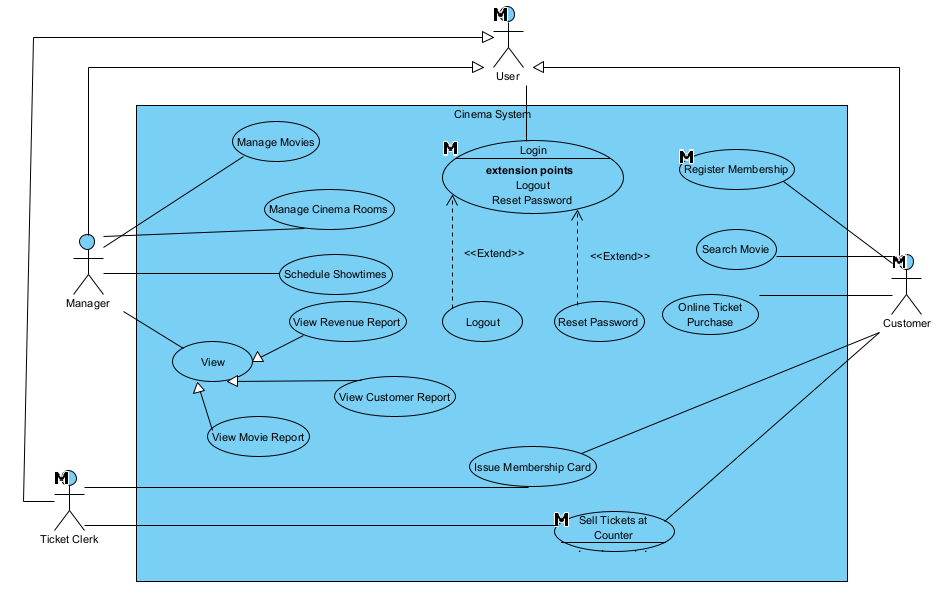 M
User
Cinema System
M
Login
extension points
Logout
Reset Password
Manage Movies
M
Register Membership
Manage Cinema Rooms
Search Movie
<<Extend>>
<<Extend>>
M
Manager
Schedule Showtimes
View Revenue Report
Logout
Reset Password
Online Ticket
Purchase
Customer
View
View Customer Report
View Movie Report
Issue Membership Card
M
Ticket Clerk
M
Sell Tickets at
Counter